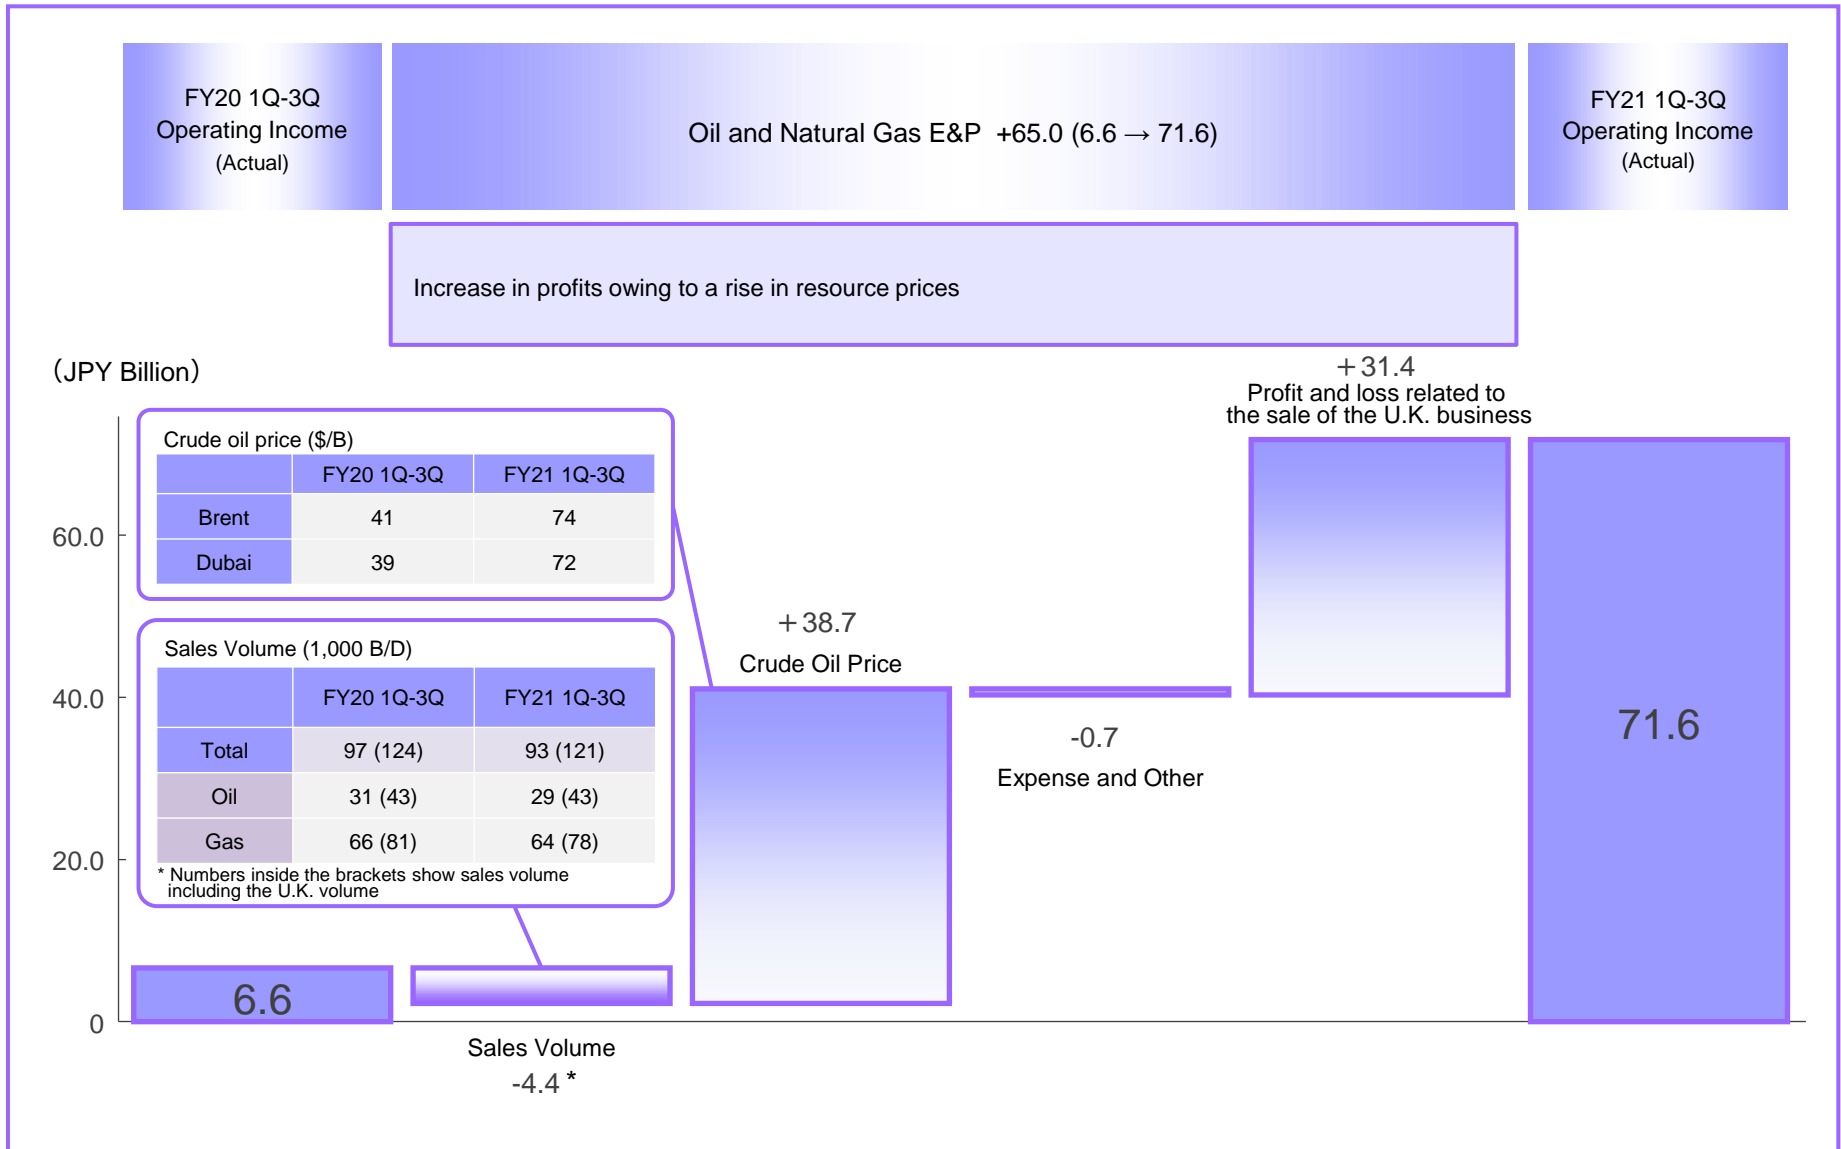 FY20 1Q-3Q
Operating Income
(Actual)
Oil and Natural Gas E&P +65.0 (6.6 → 71.6)
FY21 1Q-3Q
Operating Income
(Actual)
Increase in profits owing to a rise in resource prices
（JPY Billion）
60.0
40.0
20.0
0
Crude oil price ($/B)
FY20 1Q-3Q FY21 1Q-3Q
Brent 41 74
Dubai 39 72
Sales Volume (1,000 B/D)
FY20 1Q-3Q FY21 1Q-3Q
Total 97 (124) 93 (121)
Oil 31 (43) 29 (43)
Gas 66 (81) 64 (78)
* Numbers inside the brackets show sales volume
including the U.K. volume
6.6
Sales Volume
-4.4 *
＋38.7
Crude Oil Price
-0.7
Expense and Other
＋31.4
Profit and loss related to
the sale of the U.K. business
71.6